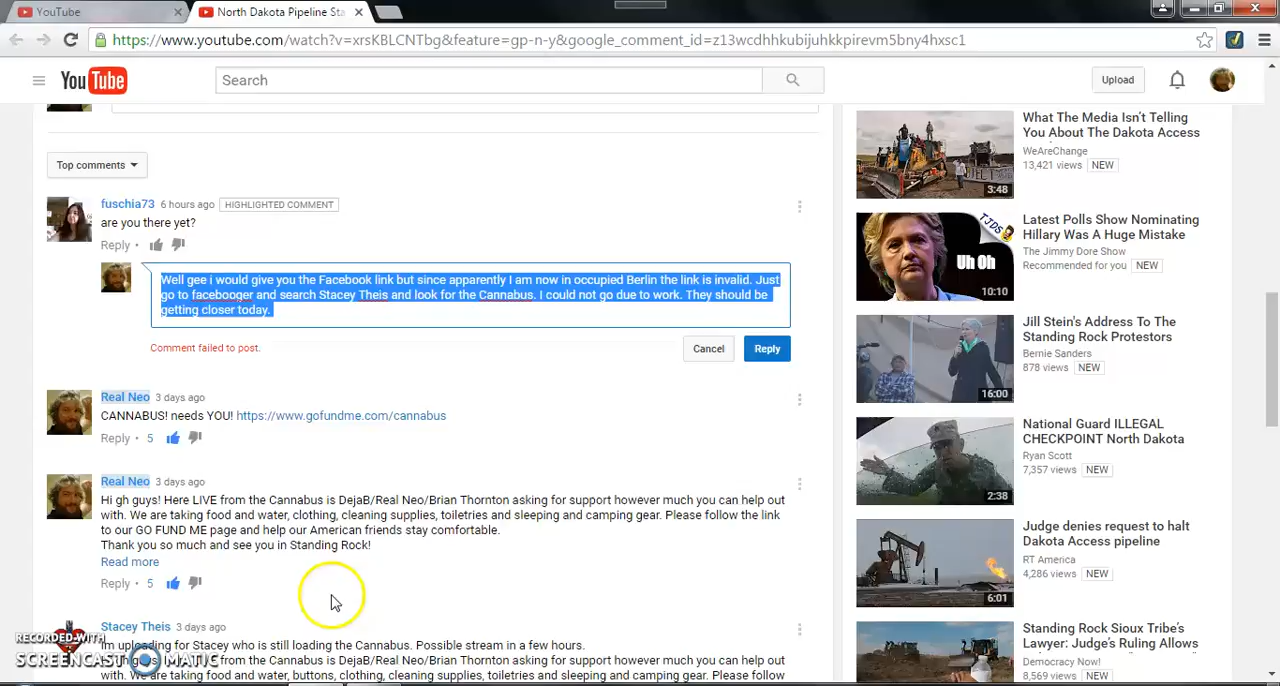 YouTube
North Dakota Pipeline Sta
https://www.youtube.com/watch?v=xrsKBLCNTbg&feature=gp-n-y&google_comment_id=z13wcdhhkubijuhkkpirevm5bny4hxsc1
YouTube
Search
Upload
Top comments
fuschia73 6 hours ago HIGHLIGHTED COMMENT
are you there yet?
Reply •
Well gee i would give you the Facebook link but since apparently I am now in occupied Berlin the link is invalid. Just
go to facebooger and search Stacey Theis and look for the Cannabus. I could not go due to work. They should be
getting closer today.
Comment failed to post.
Cancel
Reply
Real Neo 3 days ago
CANNABUS! needs YOU! https://www.gofundme.com/cannabus
Reply • 5
Real Neo 3 days ago
Hi gh guys! Here LIVE from the Cannabus is DejaB/Real Neo/Brian Thornton asking for support however much you can help out
with. We are taking food and water, clothing, cleaning supplies, toiletries and sleeping and camping gear. Please follow the link
to our GO FUND ME page and help our American friends stay comfortable.
Thank you so much and see you in Standing Rock!
Read more
Reply • 5
Stacey Theis 3 days ago
Im uploading for Stacey who is still loading the Cannabus. Possible stream in a few hours.
from the Cannabus is DejaB/Real Neo/Brian Thornton asking for support however much you can help out
with. We are taking food and water, buttons, clothing, cleaning supplies, toiletries and sleeping and camping gear. Please follow
RECORDED WITH
SCREENCAST MATIC
What The Media Isn't Telling
You About The Dakota Access
WeAreChange
13,421 views NEW
3:48
Latest Polls Show Nominating
Hillary Was A Huge Mistake
The Jimmy Dore Show
Recommended for you NEW
TJDS
Uh Oh
10:10
Jill Stein's Address To The
Standing Rock Protestors
Bernie Sanders
878 views NEW
16:00
National Guard ILLEGAL
CHECKPOINT North Dakota
Ryan Scott
7,357 views NEW
2:38
Judge denies request to halt
Dakota Access pipeline
RT America
4,286 views NEW
6:01
Standing Rock Sioux Tribe's
Lawyer: Judge's Ruling Allows
Democracy Now!
8,569 views NEW